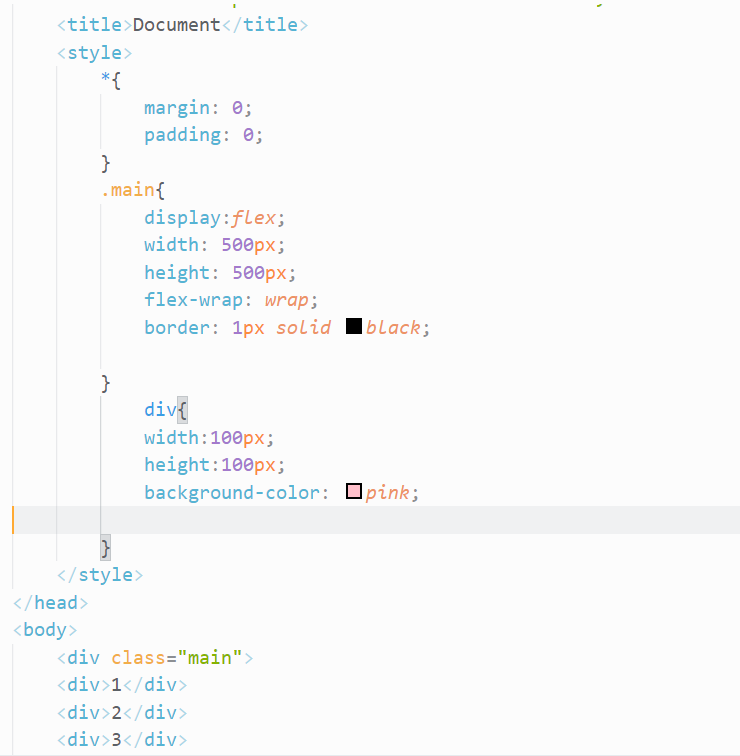 <title>Document</title>
<style>
*{
margin: 0;
padding: 0;
}
.main{
display:flex;
width: 500px;
height: 500px;
flex-wrap: wrap;
border: 1px solid black;
}
div{
width:100px;
height:100px;
background-color: pink;
}
</style>
</head>
<body>
<div class="main">
<div>1</div>
<div>2</div>
<div>3</div>